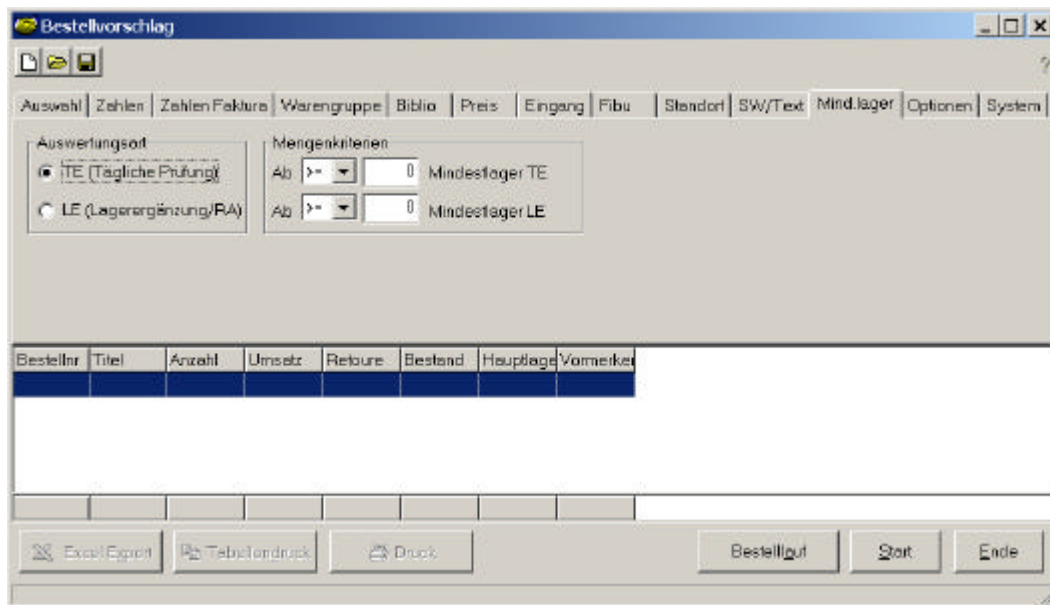 Bestellvorschlag
?
Auswahl Zahlen Zahlen Faktura Warengruppe Biblio Preis Eingang Fibu Standort SW/Text Mind.lager Optionen System
Auswertungsart Mengenkriterien
TE (Tägliche Prüfung) Ab >= 0 Mindestlager TE
LE (Lagerergänzung/RA) Ab >= 0 Mindestlager LE
Bestellnr Titel Anzahl Umsatz Retoure Bestand Hauptlage Vormerker
Excel Export Tabellendruck Druck Bestelllauf Start Ende